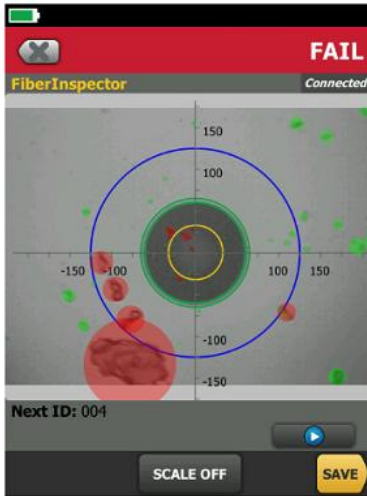 FAIL
FiberInspector Connected
150
100
-150 -100 100 150
-100
-150
Next ID: 004
SCALE OFF SAVE